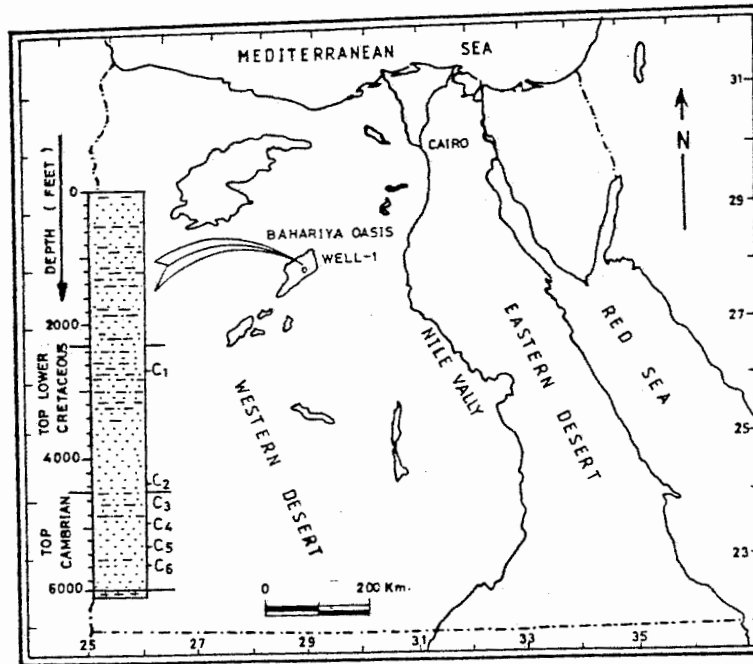 MEDITERRANEAN SEA
31
N
CAIRO
29
DEPTH ( FEET )
0
BAHARIYA OASIS
WELL-1
2000
TOP LOWER
CRETACEOUS
C1
27
NILE VALLY
EASTERN DESERT
RED SEA
WESTERN DESERT
25
4000
C2
C3
TOP
CAMBRIAN
C4
C5
C6
23
6000
0 200 Km.
25 27 29 31 33 35